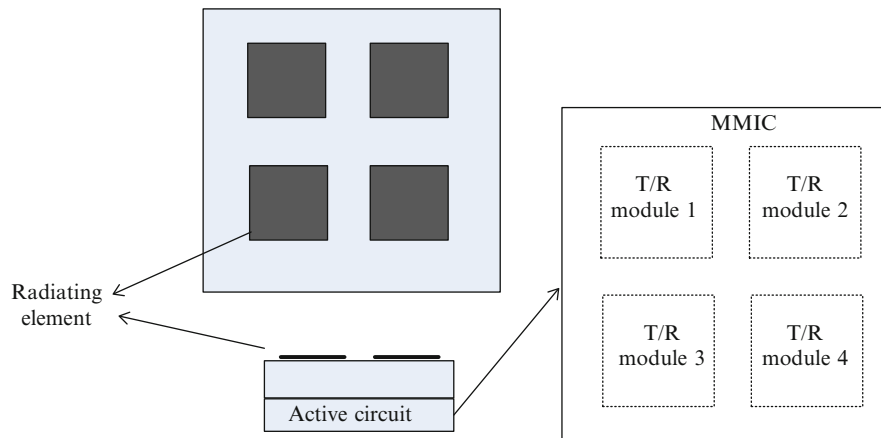 MMIC
T/R
module 1
T/R
module 2
Radiating
element
T/R
module 3
T/R
module 4
Active circuit